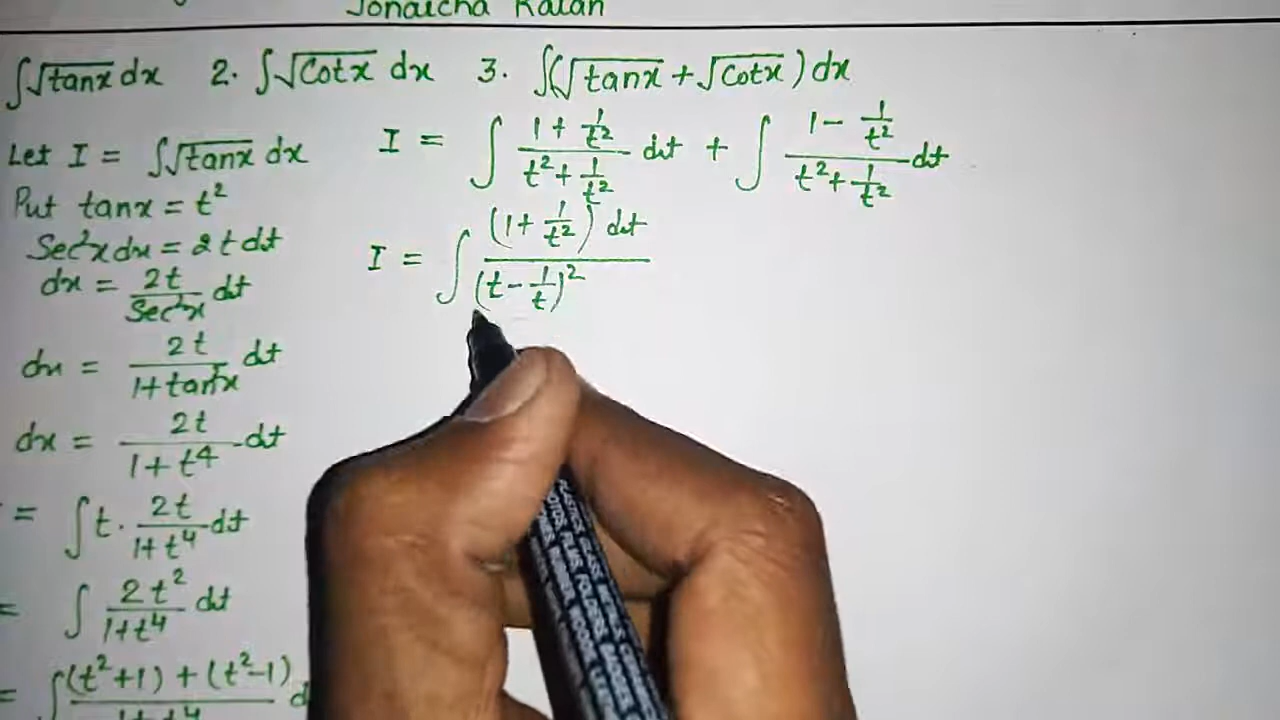 Jonaicha Kalan
∫√tanx dx 2. ∫√Cotx dx 3. ∫(√tanx + √Cotx) dx
Let I = ∫√tanx dx
Put tanx = t²
Sec²x dx = 2t dt
dx = 2t/Sec²x dt
dx = 2t/1+tan²x dt
dx = 2t/1+t⁴ dt
= ∫t. 2t/1+t⁴ dt
= ∫ 2t²/1+t⁴ dt
= ∫(t²+1) + (t²-1)/1+t⁴ d
I = ∫ 1 + 1/t² / t² + 1/t² dt + ∫ 1 - 1/t² / t² + 1/t² dt
I = ∫ (1 + 1/t²) dt / (t - 1/t)²